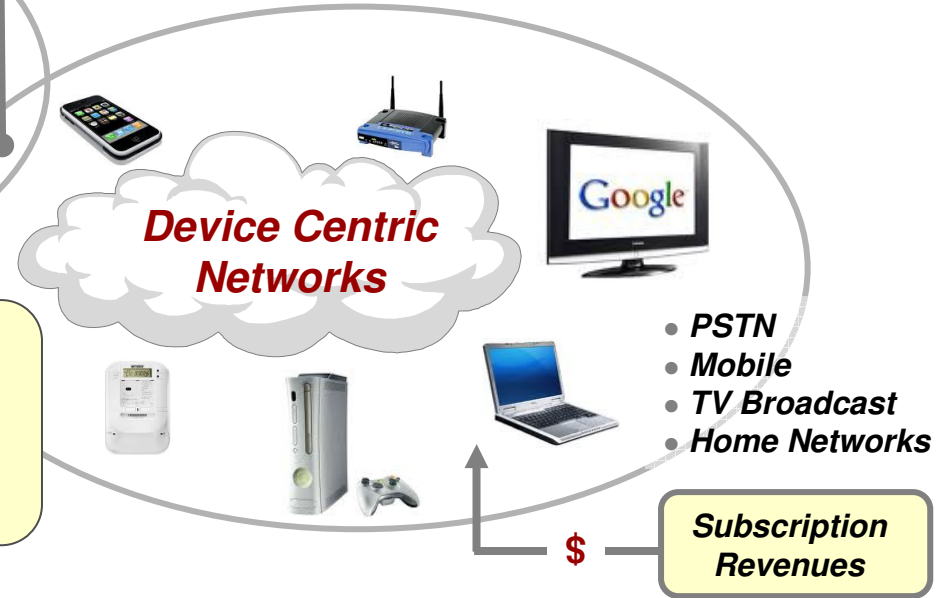 Device Centric
Networks
Google
PSTN
Mobile
TV Broadcast
Home Networks
$
Subscription
Revenues